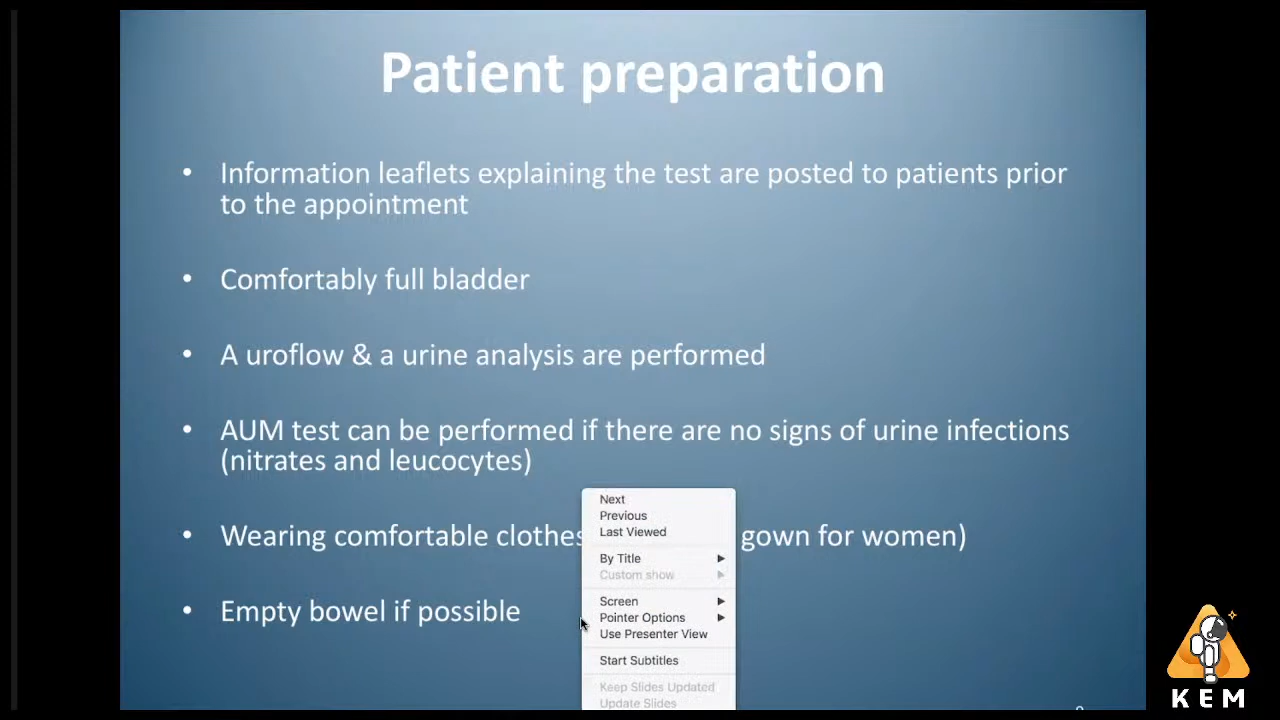 Patient preparation
• Information leaflets explaining the test are posted to patients prior
to the appointment
• Comfortably full bladder
• A uroflow & a urine analysis are performed
• AUM test can be performed if there are no signs of urine infections
(nitrates and leucocytes)
• Wearing comfortable clothes gown for women)
• Empty bowel if possible
Next
Previous
Last Viewed
By Title
Custom show
Screen
Pointer Options
Use Presenter View
Start Subtitles
Keep Slides Updated
Update Slides
KEM